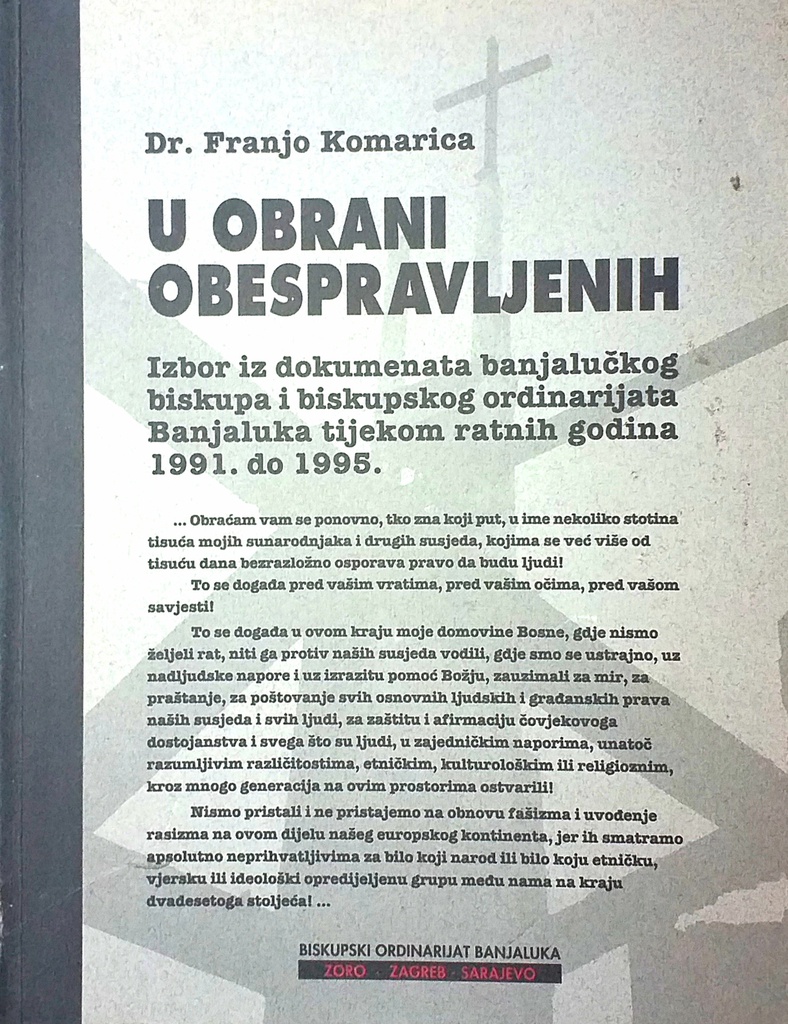 Dr. Franjo Komarica
U OBRANI
OBESPRAVLJENIH
Izbor iz dokumenata banjalučkog
biskupa i biskupskog ordinarijata
Banjaluka tijekom ratnih godina
1991. do 1995.
... Obraćam vam se ponovno, tko zna koji put, u ime nekoliko stotina
tisuća mojih sunarodnjaka i drugih susjeda, kojima se već više od
tisuću dana bezrazložno osporava pravo da budu ljudi!
To se događa pred vašim vratima, pred vašim očima, pred vašom
savjesti!
To se događa u ovom kraju moje domovine Bosne, gdje nismo
željeli rat, niti ga protiv naših susjeda vodili, gdje smo se ustrajno, uz
nadljudske napore i uz izrazitu pomoć Božju, zauzimali za mir, za
praštanje, za poštovanje svih osnovnih ljudskih i građanskih prava
naših susjeda i svih ljudi, za zaštitu i afirmaciju čovjekovoga
dostojanstva i svega što su ljudi, u zajedničkim naporima, unatoč
razumljivim različitostima, etničkim, kulturološkim ili religioznim,
kroz mnogo generacija na ovim prostorima ostvarili!
Nismo pristali i ne pristajemo na obnovu fašizma i uvođenje
rasizma na ovom dijelu našeg europskog kontinenta, jer ih smatramo
apsolutno neprihvatljivima za bilo koji narod ili bilo koju etničku,
vjersku ili ideološki opredijeljenu grupu među nama na kraju
dvadesetoga stoljeća! ...
BISKUPSKI ORDINARIJAT BANJALUKA
ZORO · ZAGREB · SARAJEVO